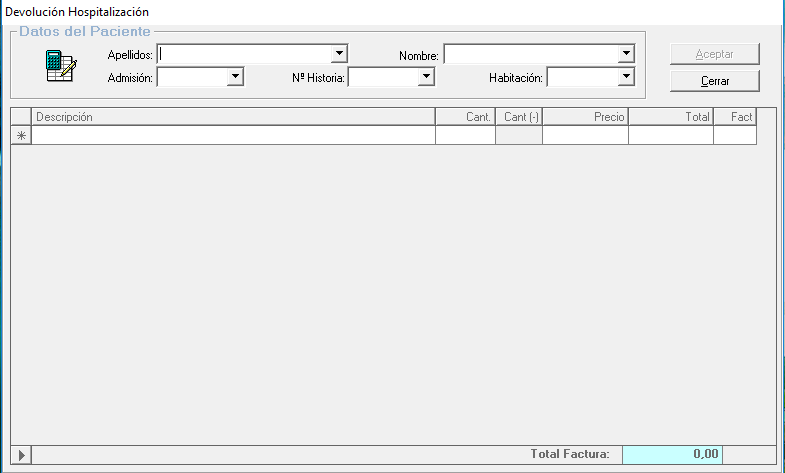 Devolución Hospitalización
Datos del Paciente
Apellidos: Nombre: Aceptar
Admisión: Nº Historia: Habitación: Cerrar
Descripción Cant. Cant (-) Precio Total Fact
Total Factura: 0,00